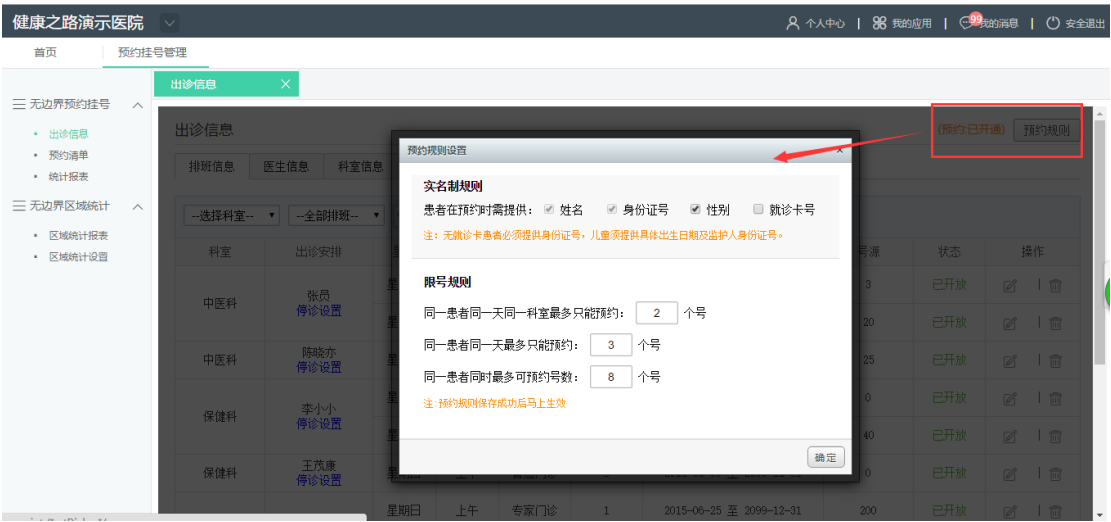 健康之路演示医院
个人中心 | 我的应用 | 99 我的消息 | 安全退出
首页 预约挂号管理
出诊信息
无边界预约挂号
出诊信息
预约清单
统计报表
无边界区域统计
区域统计报表
区域统计设置
出诊信息
(预约:已开通) 预约规则
排班信息 医生信息 科室信息
--选择科室-- --全部排班--
科室 出诊安排 号源 状态 操作
中医科 张员 停诊设置
3 已开放
20 已开放
中医科 陈晓亦 停诊设置 25 已开放
保健科 李小小 停诊设置
0 已开放
40 已开放
保健科 王茂康 停诊设置 0 已开放
星期日 上午 专家门诊 1 2015-06-25 至 2099-12-31 200 已开放
预约规则设置
实名制规则
患者在预约时需提供: 姓名 身份证号 性别 就诊卡号
注: 无就诊卡患者必须提供身份证号, 儿童须提供具体出生日期及监护人身份证号。
限号规则
同一患者同一天同一科室最多只能预约: 2 个号
同一患者同一天最多只能预约: 3 个号
同一患者同时最多可预约号数: 8 个号
注:预约规则保存成功后马上生效
确定